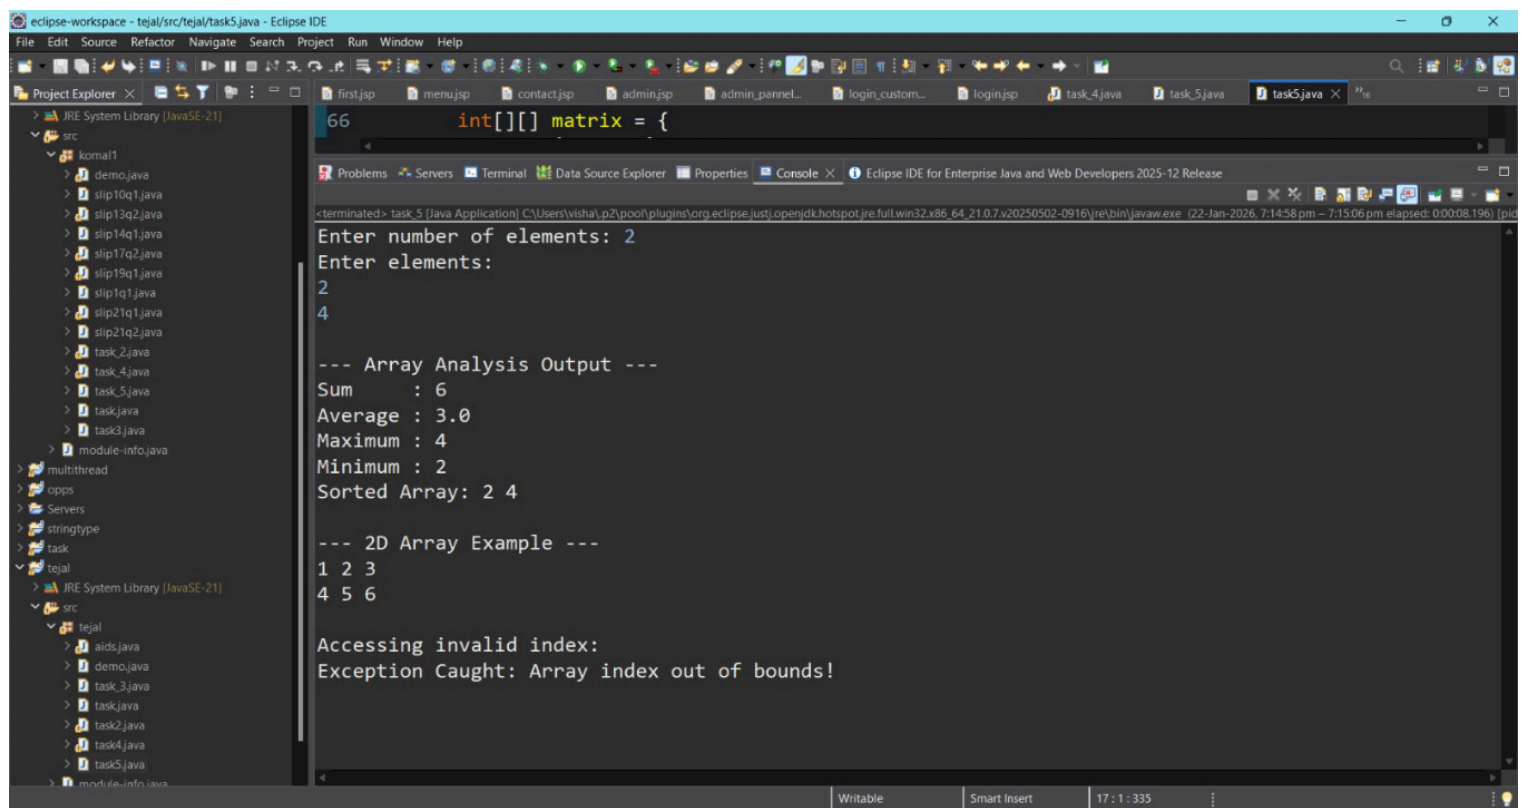 eclipse-workspace - tejal/src/tejal/task5.java - Eclipse IDE
File Edit Source Refactor Navigate Search Project Run Window Help
Project Explorer
JRE System Library [JavaSE-21]
src
komal1
demo.java
slip10q1.java
slip13q2.java
slip14q1.java
slip17q2.java
slip19q1.java
slip1q1.java
slip21q1.java
slip21q2.java
task_2.java
task_4.java
task_5.java
task.java
task3.java
module-info.java
multithread
opps
Servers
stringtype
task
tejal
JRE System Library [JavaSE-21]
src
tejal
aids.java
demo.java
task_3.java
task.java
task2.java
task4.java
task5.java
module-info.java
first.jsp menu.jsp contact.jsp admin.jsp admin_pannel... login_custom... login.jsp task_4.java task_5.java task5.java
66 int[][] matrix = {
Problems Servers Terminal Data Source Explorer Properties Console Eclipse IDE for Enterprise Java and Web Developers 2025-12 Release
<terminated> task_5 [Java Application] C:\Users\visha\.p2\pool\plugins\org.eclipse.justj.openjdk.hotspot.jre.full.win32.x86_64_21.0.7.v20250502-0916\jre\bin\javaw.exe (22-Jan-2026, 7:14:58 pm – 7:15:06 pm elapsed: 0:00:08.196) [pid
Enter number of elements: 2
Enter elements:
2
4
--- Array Analysis Output ---
Sum : 6
Average : 3.0
Maximum : 4
Minimum : 2
Sorted Array: 2 4
--- 2D Array Example ---
1 2 3
4 5 6
Accessing invalid index:
Exception Caught: Array index out of bounds!
Writable Smart Insert 17 : 1 : 335